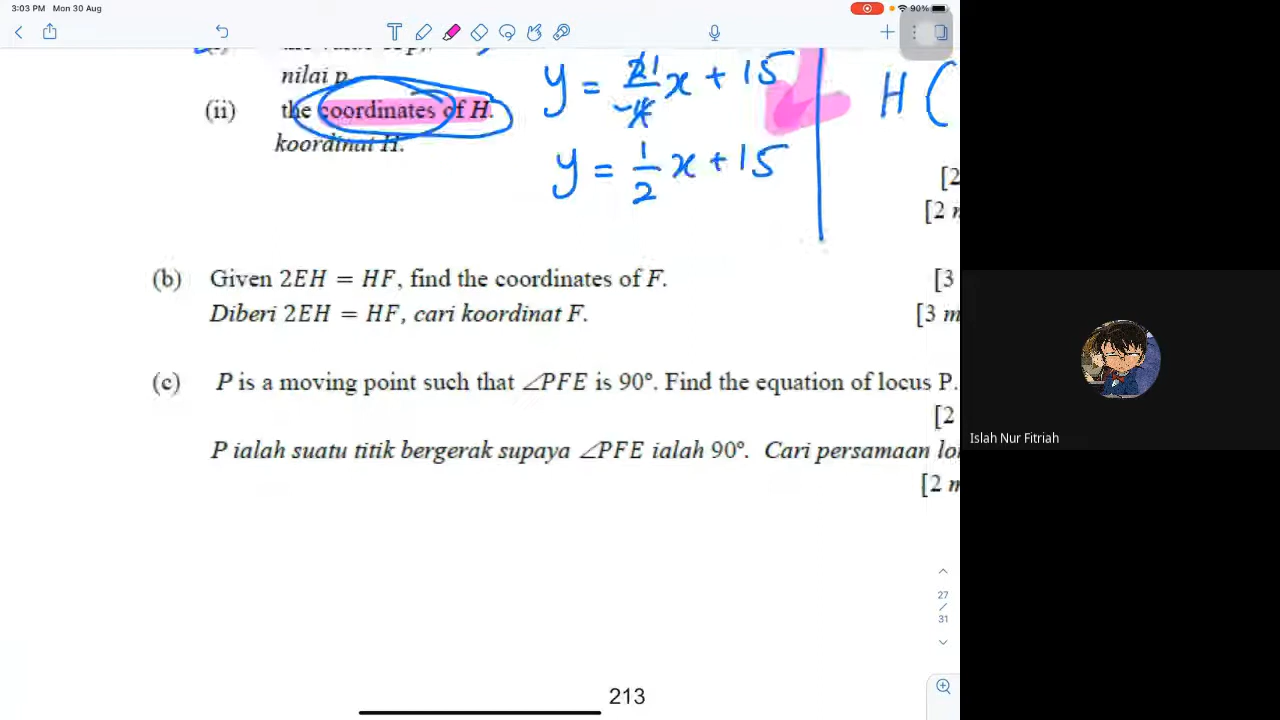 3:03 PM Mon 30 Aug
90%
nilai p.
(ii) the coordinates of H.
koordinat H.
y = 21/-4 x + 15
y = 1/2 x + 15
H (
[2
[2 m
(b) Given 2EH = HF, find the coordinates of F. [3
Diberi 2EH = HF, cari koordinat F. [3 m
(c) P is a moving point such that ∠PFE is 90°. Find the equation of locus P.
[2
P ialah suatu titik bergerak supaya ∠PFE ialah 90°. Cari persamaan lo
[2 m
27
/
31
213
Islah Nur Fitriah